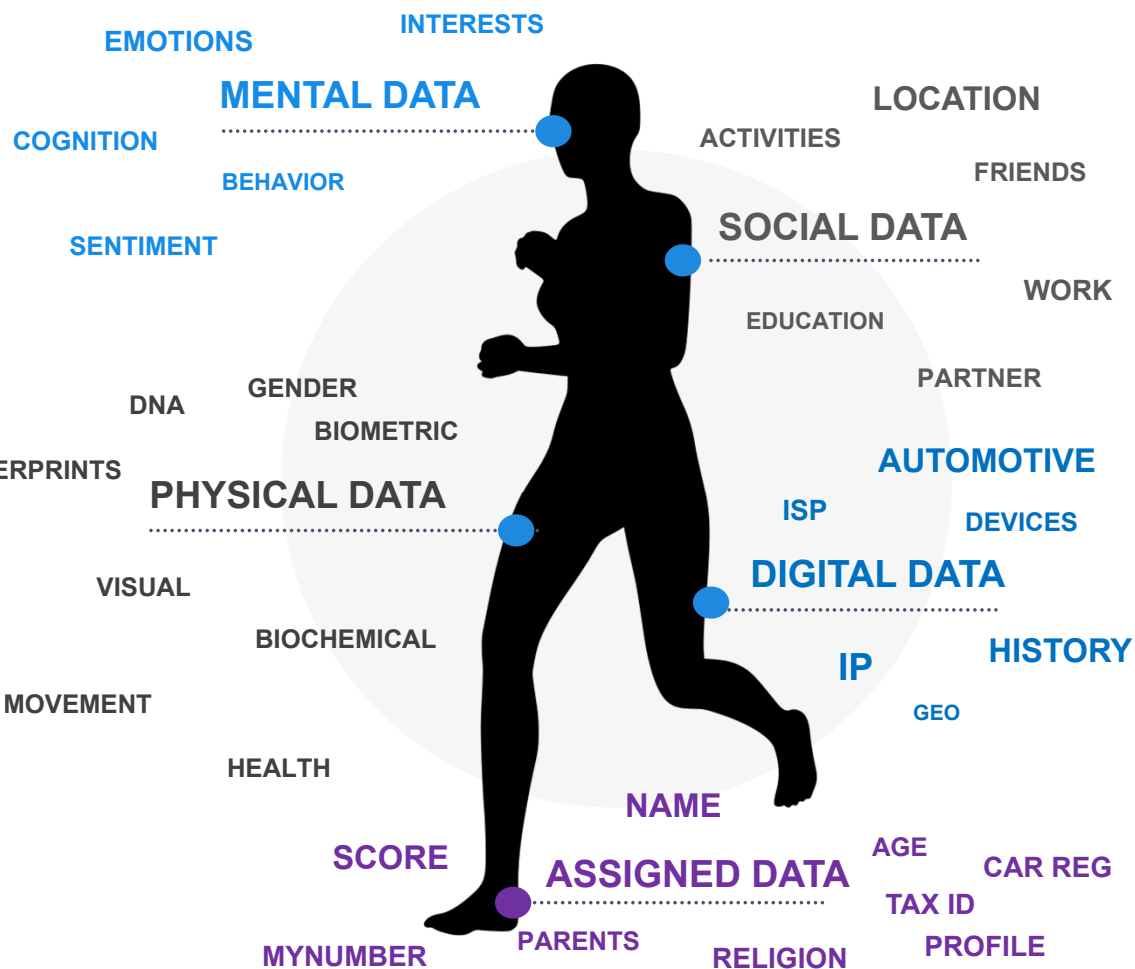 INTERESTS
EMOTIONS
MENTAL DATA
COGNITION
BEHAVIOR
SENTIMENT
LOCATION
ACTIVITIES
FRIENDS
SOCIAL DATA
WORK
EDUCATION
PARTNER
GENDER
DNA
BIOMETRIC
ERPRINTS
PHYSICAL DATA
VISUAL
BIOCHEMICAL
MOVEMENT
HEALTH
AUTOMOTIVE
ISP
DEVICES
DIGITAL DATA
HISTORY
IP
GEO
NAME
SCORE
AGE
CAR REG
ASSIGNED DATA
TAX ID
PARENTS
PROFILE
MYNUMBER
RELIGION